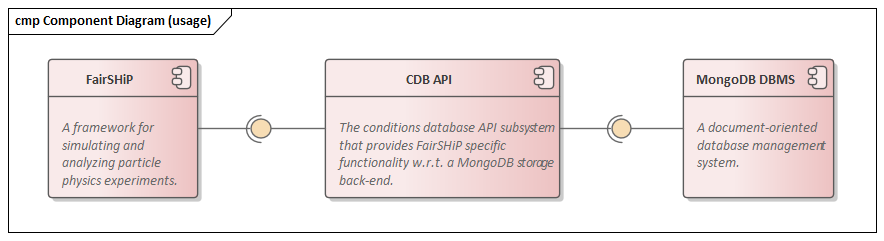 cmp Component Diagram (usage)
FairSHiP
A framework for
simulating and
analyzing particle
physics experiments.
CDB API
The conditions database API subsystem
that provides FairSHiP specific
functionality w.r.t. a MongoDB storage
back-end.
MongoDB DBMS
A document-oriented
database management
system.